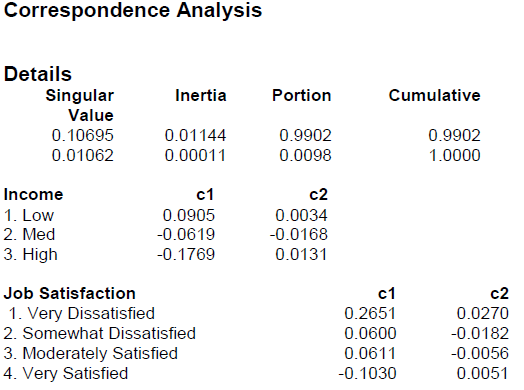 Correspondence Analysis
Details
Singular Value Inertia Portion Cumulative
0.10695 0.01144 0.9902 0.9902
0.01062 0.00011 0.0098 1.0000
Income c1 c2
1. Low 0.0905 0.0034
2. Med -0.0619 -0.0168
3. High -0.1769 0.0131
Job Satisfaction c1 c2
1. Very Dissatisfied 0.2651 0.0270
2. Somewhat Dissatisfied 0.0600 -0.0182
3. Moderately Satisfied 0.0611 -0.0056
4. Very Satisfied -0.1030 0.0051